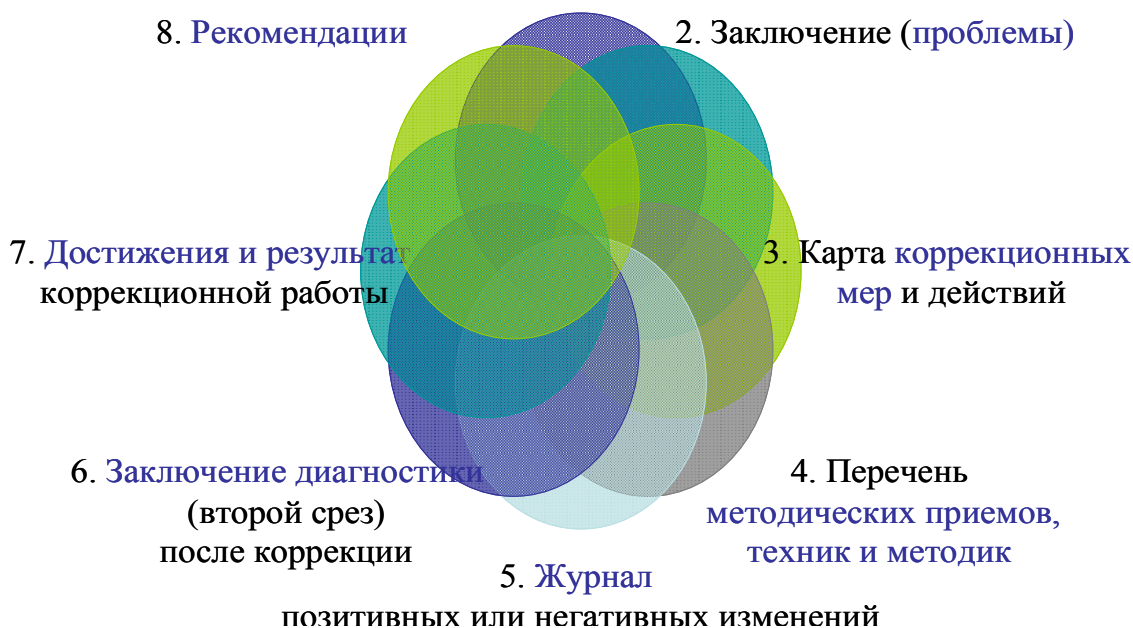 8. Рекомендации
2. Заключение (проблемы)
7. Достижения и результат
коррекционной работы
3. Карта коррекционных
мер и действий
6. Заключение диагностики
(второй срез)
после коррекции
4. Перечень
методических приемов,
техник и методик
5. Журнал
позитивных или негативных изменений